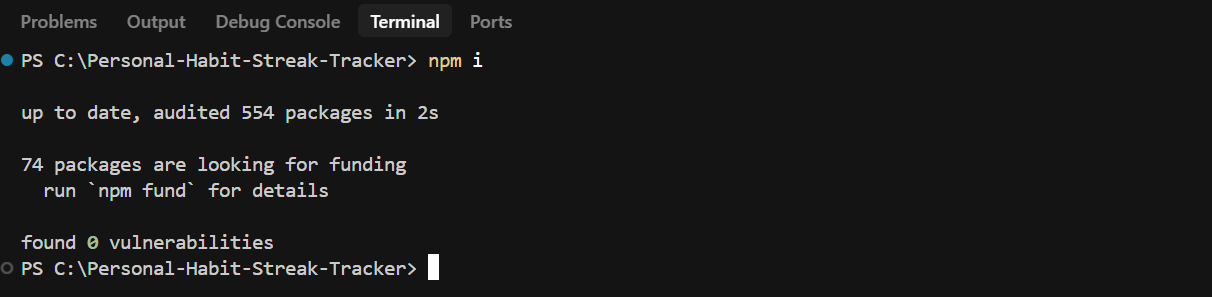 Problems Output Debug Console Terminal Ports
PS C:\Personal-Habit-Streak-Tracker> npm i
up to date, audited 554 packages in 2s
74 packages are looking for funding
  run `npm fund` for details
found 0 vulnerabilities
PS C:\Personal-Habit-Streak-Tracker>